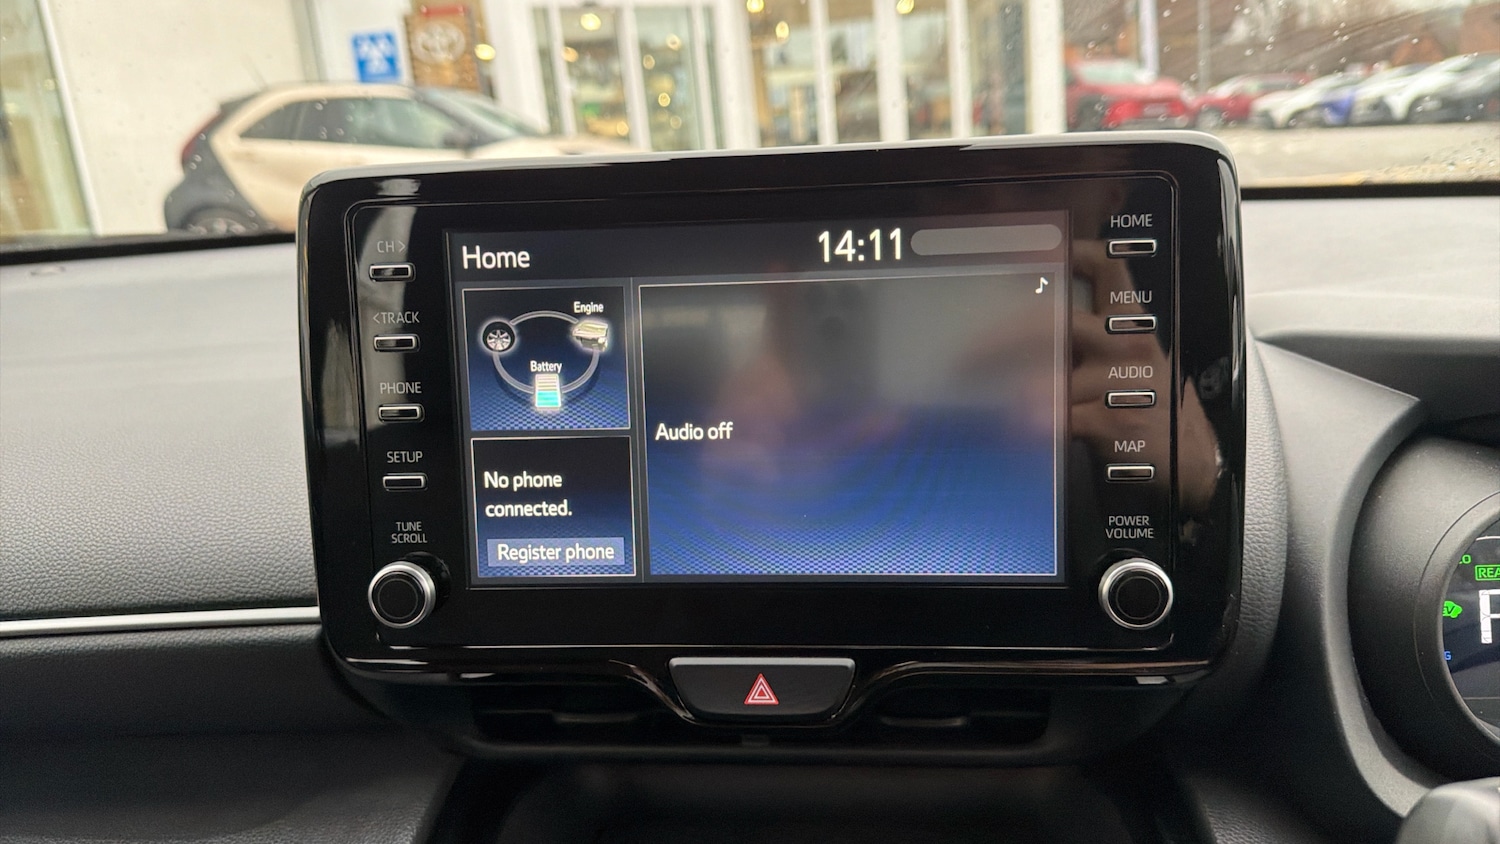 CH>
<TRACK
PHONE
SETUP
TUNE
SCROLL
Home
14:11
Engine
Battery
No phone
connected.
Register phone
♪
Audio off
HOME
MENU
AUDIO
MAP
POWER
VOLUME
EV